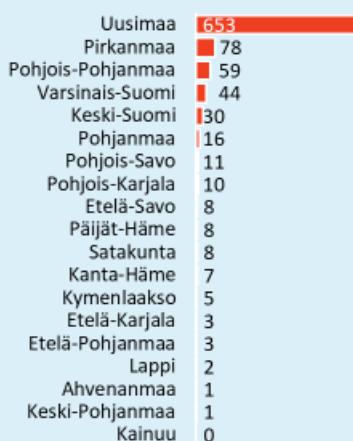 Uusimaa 653
Pirkanmaa 78
Pohjois-Pohjanmaa 59
Varsinais-Suomi 44
Keski-Suomi 30
Pohjanmaa 16
Pohjois-Savo 11
Pohjois-Karjala 10
Etelä-Savo 8
Päijät-Häme 8
Satakunta 8
Kanta-Häme 7
Kymenlaakso 5
Etelä-Karjala 3
Etelä-Pohjanmaa 3
Lappi 2
Ahvenanmaa 1
Keski-Pohjanmaa 1
Kainuu 0